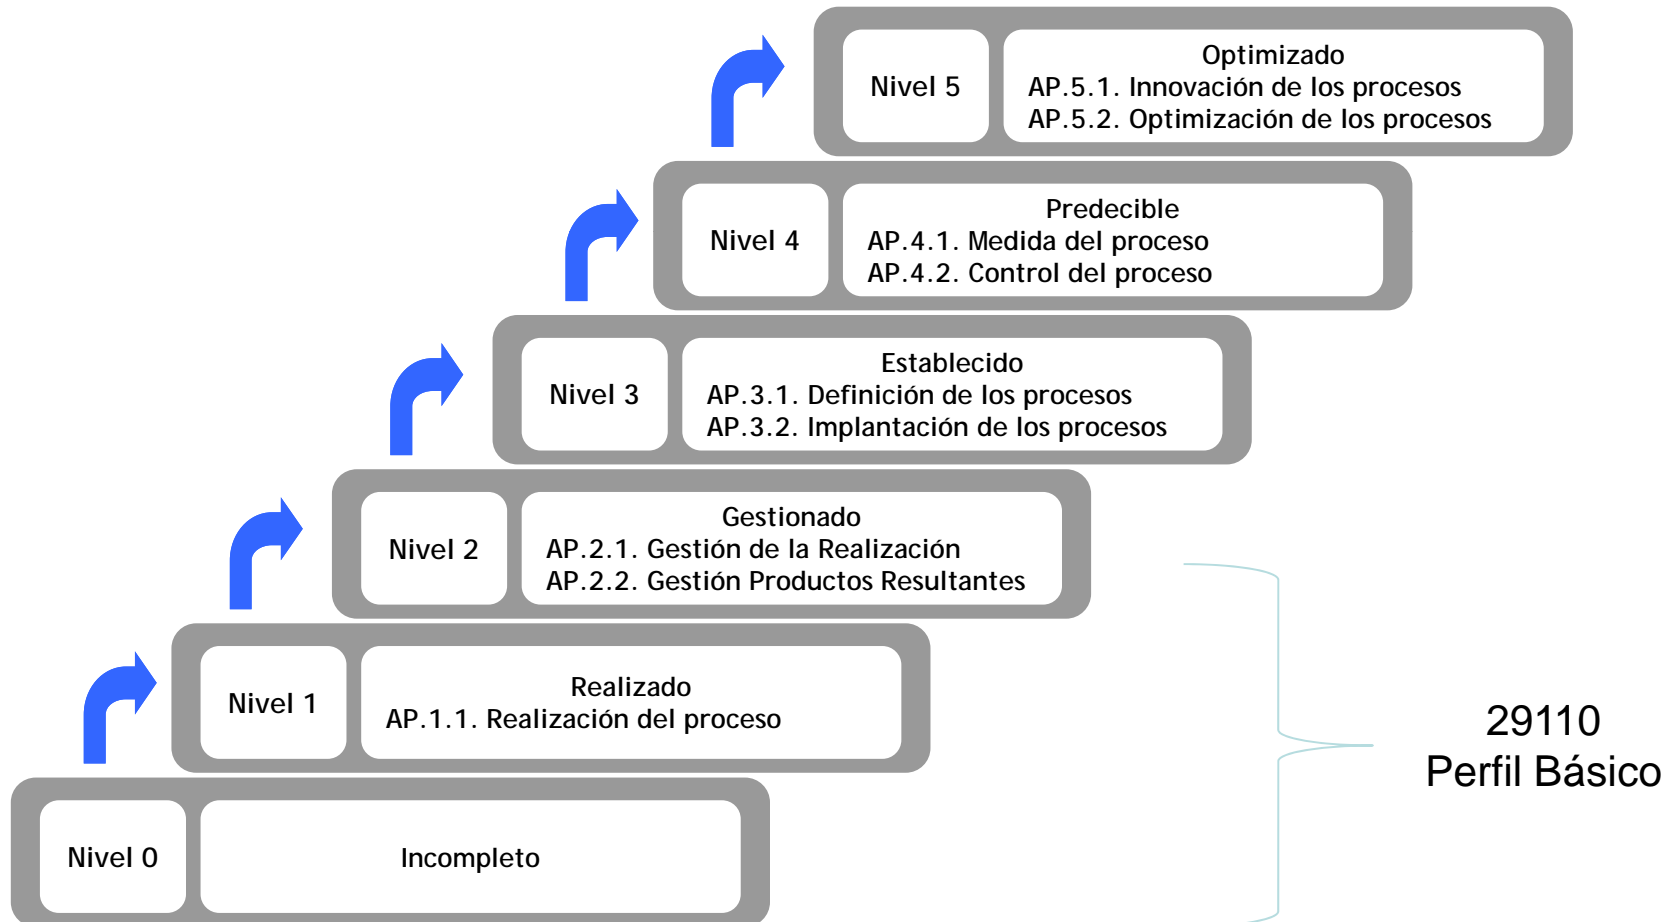 Nivel 5
Optimizado
AP.5.1. Innovación de los procesos
AP.5.2. Optimización de los procesos
Nivel 4
Predecible
AP.4.1. Medida del proceso
AP.4.2. Control del proceso
Nivel 3
Establecido
AP.3.1. Definición de los procesos
AP.3.2. Implantación de los procesos
Nivel 2
Gestionado
AP.2.1. Gestión de la Realización
AP.2.2. Gestión Productos Resultantes
Nivel 1
Realizado
AP.1.1. Realización del proceso
29110
Perfil Básico
Nivel 0
Incompleto